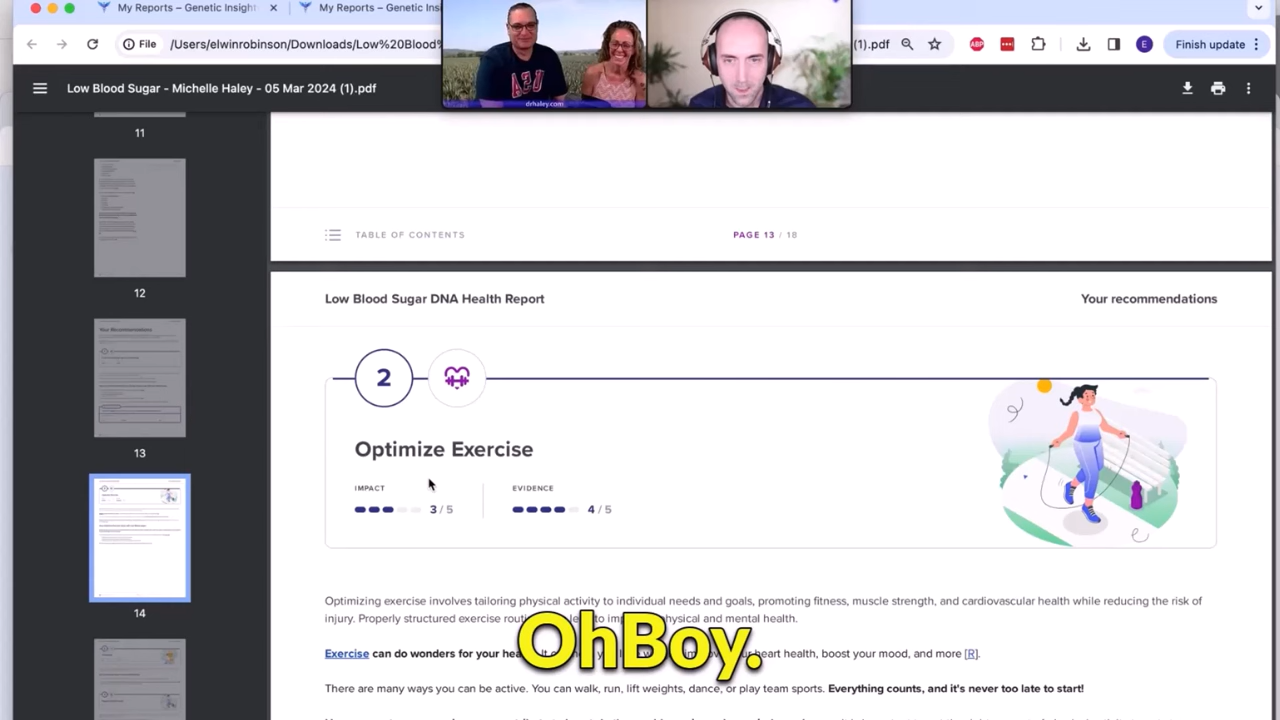 My Reports – Genetic Insight
My Reports – Genetic Ins
File
/Users/elwinrobinson/Downloads/Low%20Blood%
(1).pdf
ABP
E
Finish update
Low Blood Sugar - Michelle Haley - 05 Mar 2024 (1).pdf
drhaley.com
11
12
13
14
TABLE OF CONTENTS
PAGE 13 / 18
Low Blood Sugar DNA Health Report
Your recommendations
2
Optimize Exercise
IMPACT
EVIDENCE
3 / 5
4 / 5
Optimizing exercise involves tailoring physical activity to individual needs and goals, promoting fitness, muscle strength, and cardiovascular health while reducing the risk of
injury. Properly structured exercise physical and mental health.
OhBoy.
Exercise can do wonders for your heart health, boost your mood, and more [R].
There are many ways you can be active. You can walk, run, lift weights, dance, or play team sports. Everything counts, and it's never too late to start!